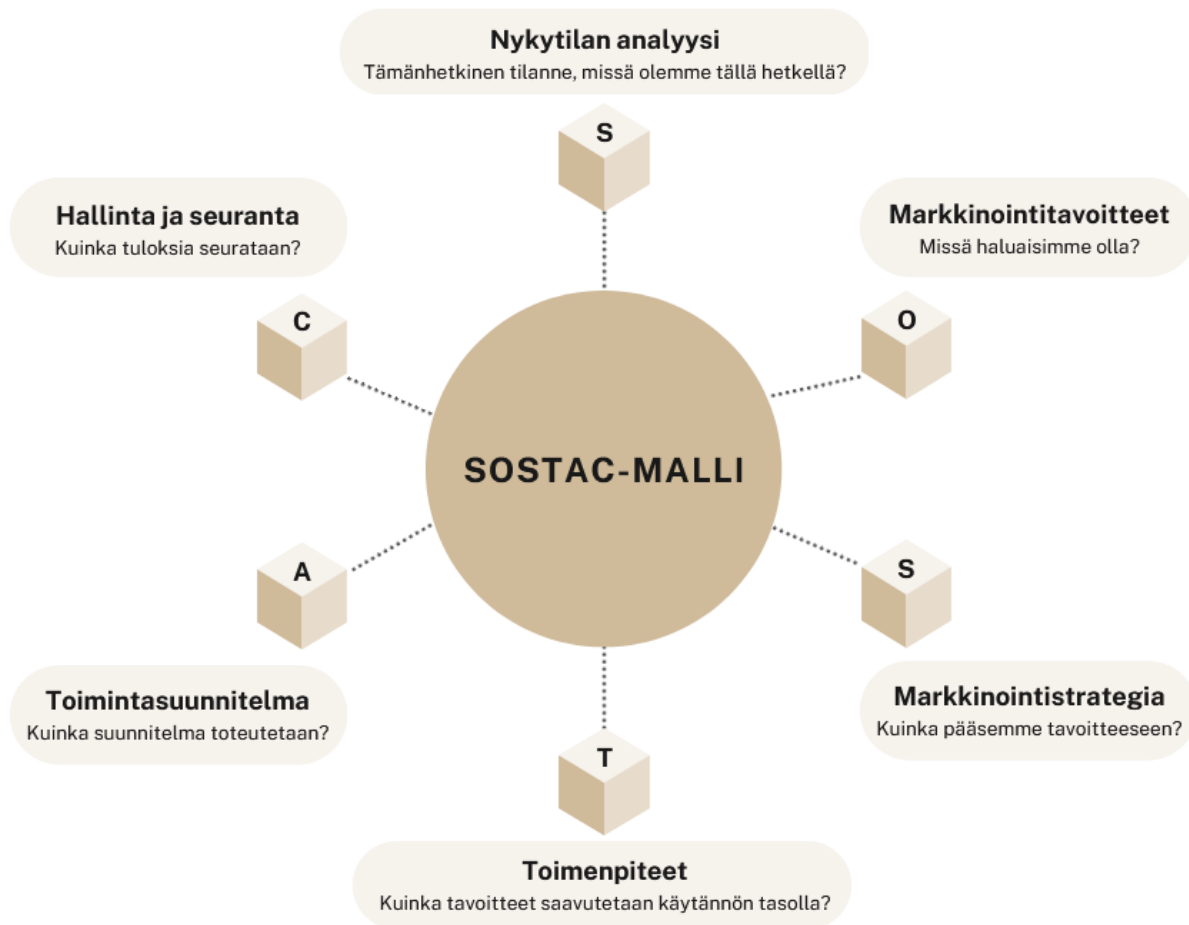 Nykytilan analyysi
Tämänhetkinen tilanne, missä olemme tällä hetkellä?
S
Markkinointitavoitteet
Missä haluaisimme olla?
O
S
Markkinointistrategia
Kuinka pääsemme tavoitteeseen?
T
Toimenpiteet
Kuinka tavoitteet saavutetaan käytännön tasolla?
A
Toimintasuunnitelma
Kuinka suunnitelma toteutetaan?
Hallinta ja seuranta
Kuinka tuloksia seurataan?
C
SOSTAC-MALLI